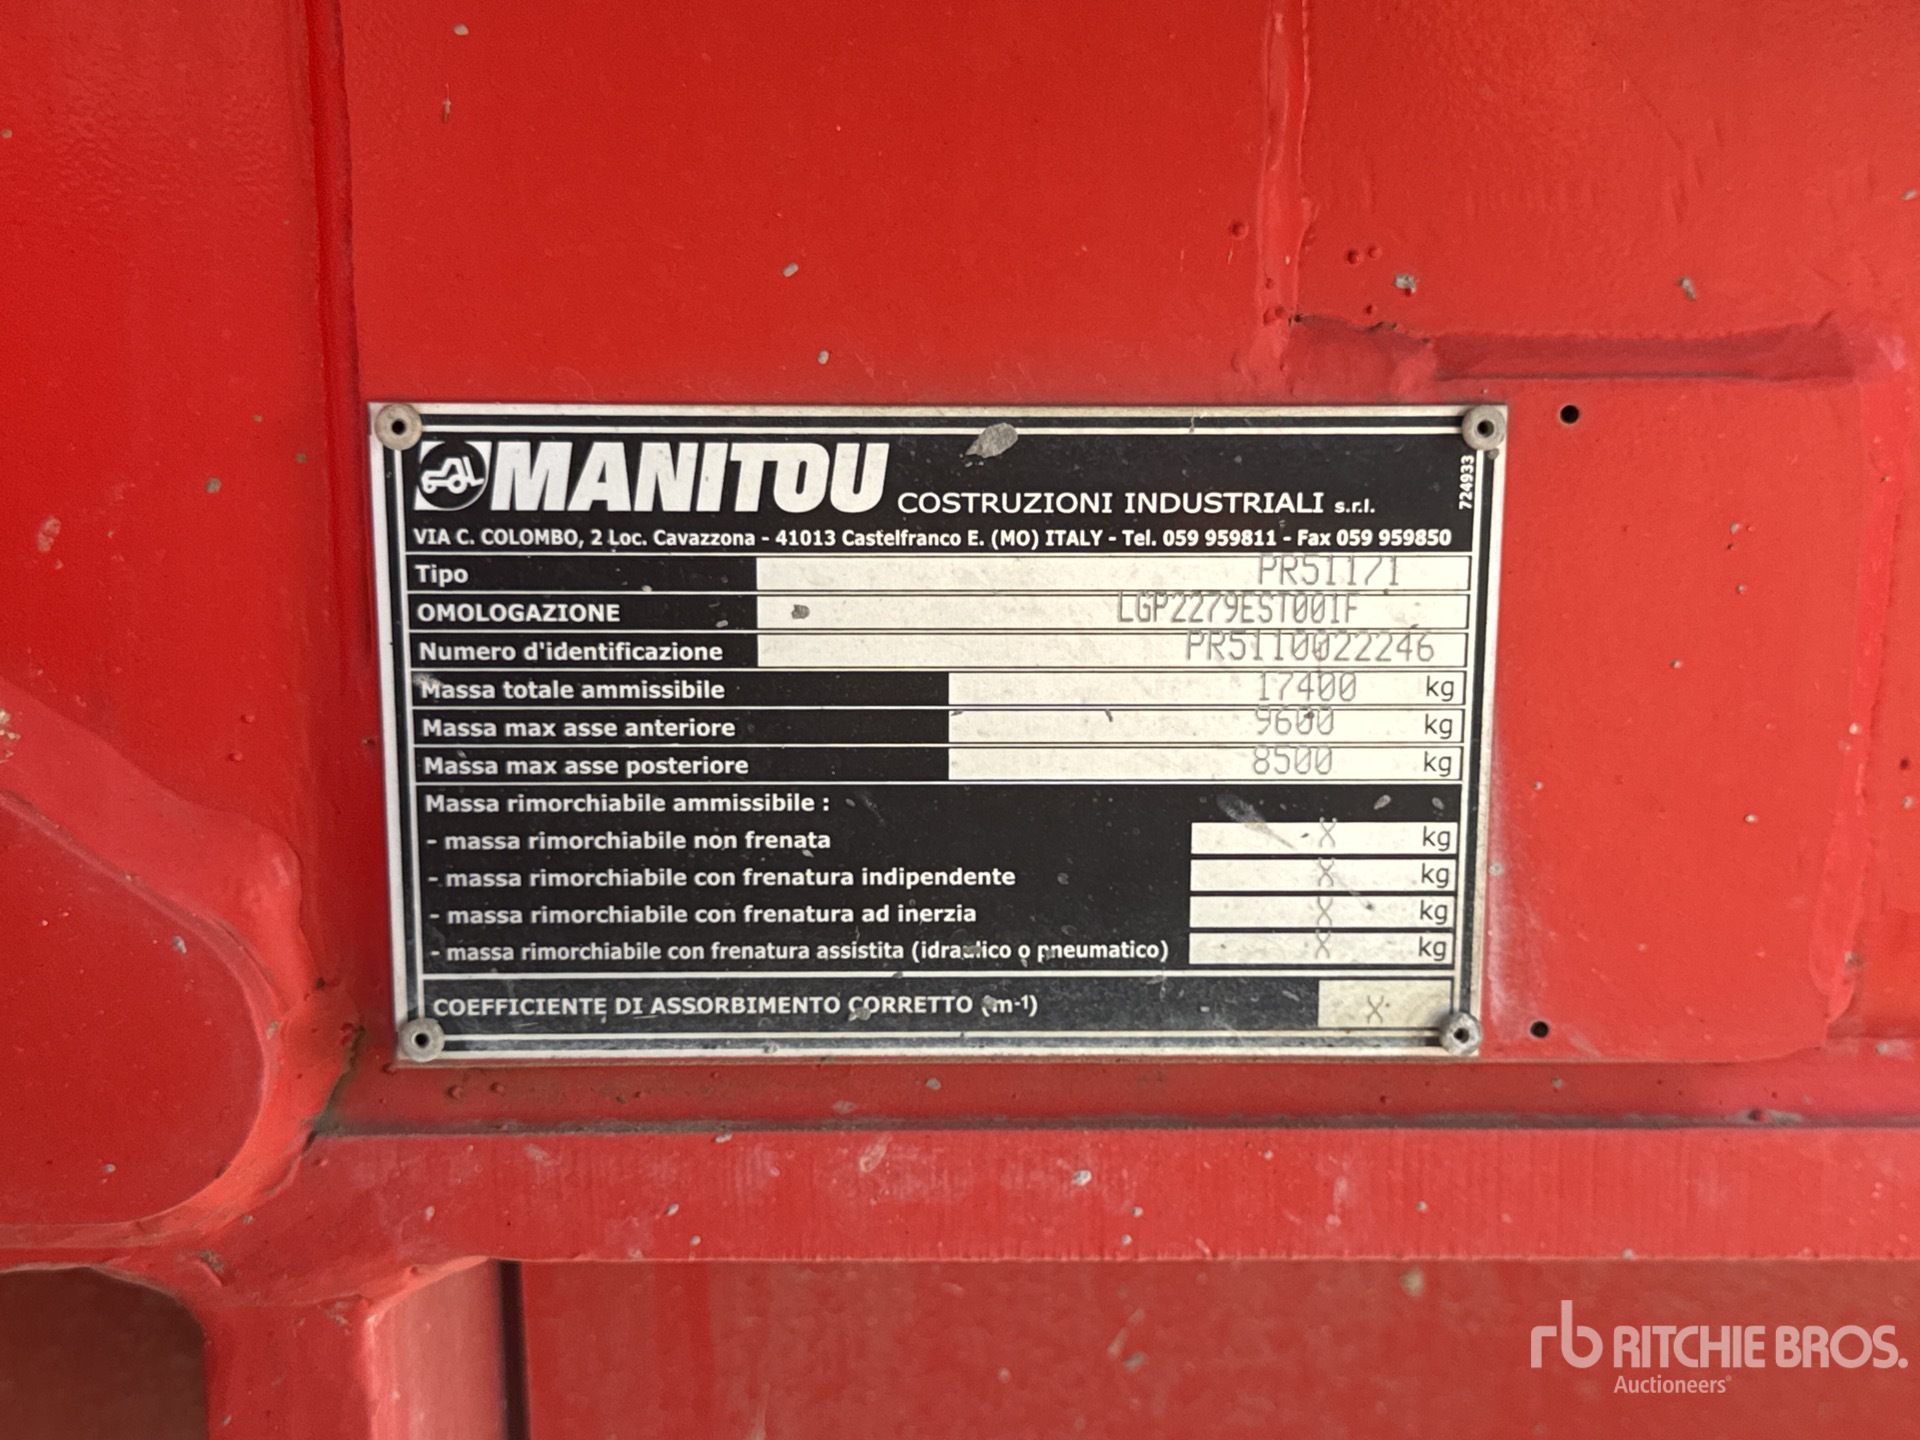 MANITOU COSTRUZIONI INDUSTRIALI s.r.l.
724933
VIA C. COLOMBO, 2 Loc. Cavazzona - 41013 Castelfranco E. (MO) ITALY - Tel. 059 959811 - Fax 059 959850
Tipo PR511/1
OMOLOGAZIONE LGP2279EST001F
Numero d'identificazione PR5110022246
Massa totale ammissibile 17400 kg
Massa max asse anteriore 9600 kg
Massa max asse posteriore 8500 kg
Massa rimorchiabile ammissibile :
- massa rimorchiabile non frenata X kg
- massa rimorchiabile con frenatura indipendente X kg
- massa rimorchiabile con frenatura ad inerzia X kg
- massa rimorchiabile con frenatura assistita (idraulico o pneumatico) X kg
COEFFICIENTE DI ASSORBIMENTO CORRETTO (m-1) X
rb RITCHIE BROS.
Auctioneers